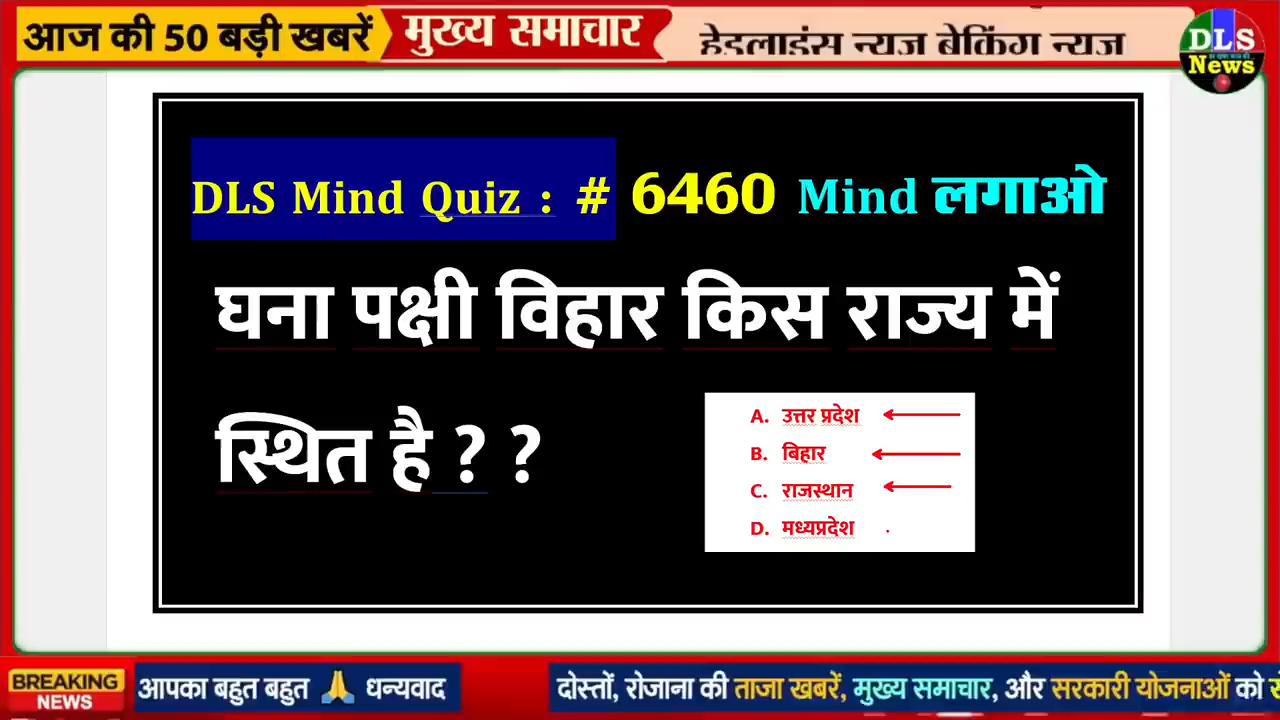 आज की 50 बड़ी खबरें मुख्य समाचार हेडलाइंस न्यूज ब्रेकिंग न्यूज
DLS
News
DLS Mind Quiz : # 6460 Mind लगाओ
घना पक्षी विहार किस राज्य में
स्थित है ? ?
A. उत्तर प्रदेश
B. बिहार
C. राजस्थान
D. मध्यप्रदेश
BREAKING
NEWS
आपका बहुत बहुत 🙏 धन्यवाद दोस्तों, रोजाना की ताजा खबरें, मुख्य समाचार, और सरकारी योजनाओं को